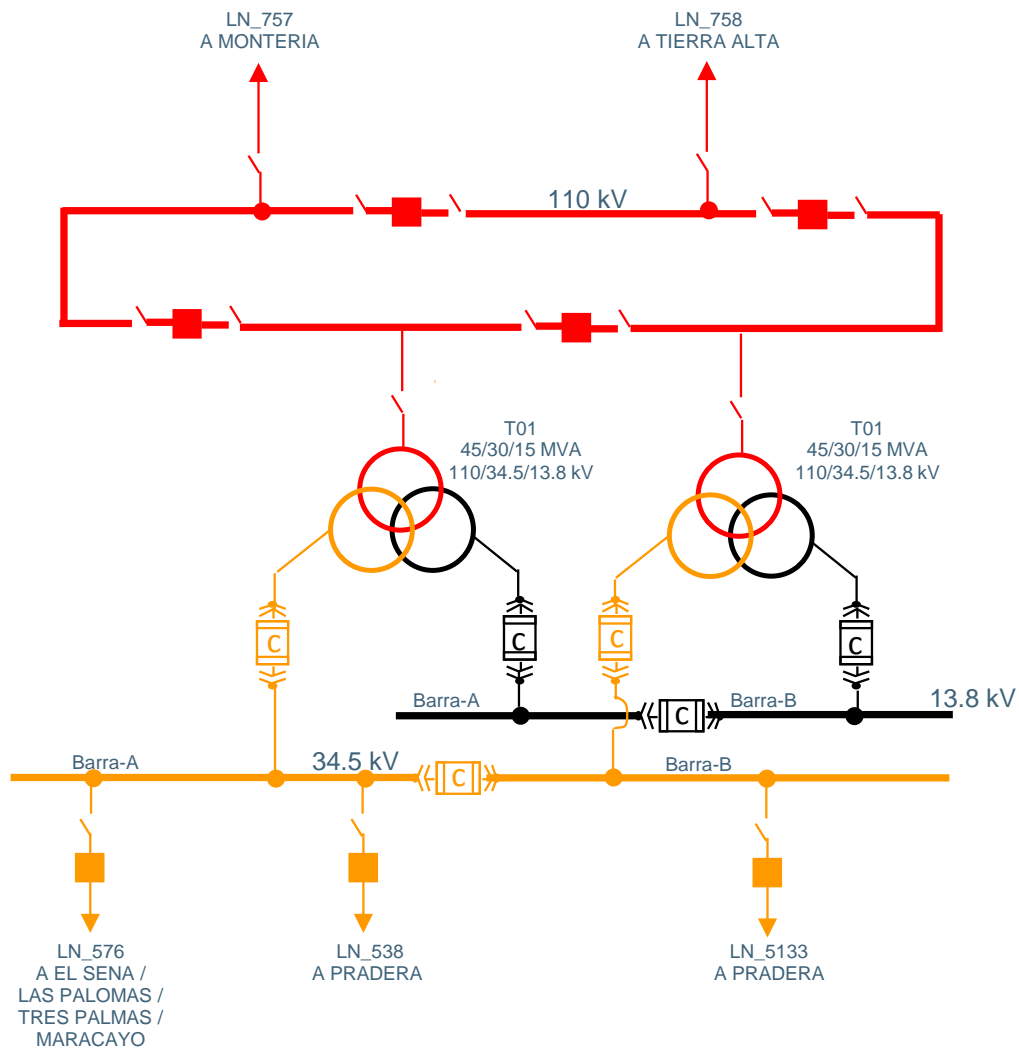 LN_757
A MONTERIA
LN_758
A TIERRA ALTA
110 kV
T01
45/30/15 MVA
110/34.5/13.8 kV
T01
45/30/15 MVA
110/34.5/13.8 kV
C
C
C
C
Barra-A
C
Barra-B
13.8 kV
Barra-A
34.5 kV
C
Barra-B
LN_576
A EL SENA /
LAS PALOMAS /
TRES PALMAS /
MARACAYO
LN_538
A PRADERA
LN_5133
A PRADERA